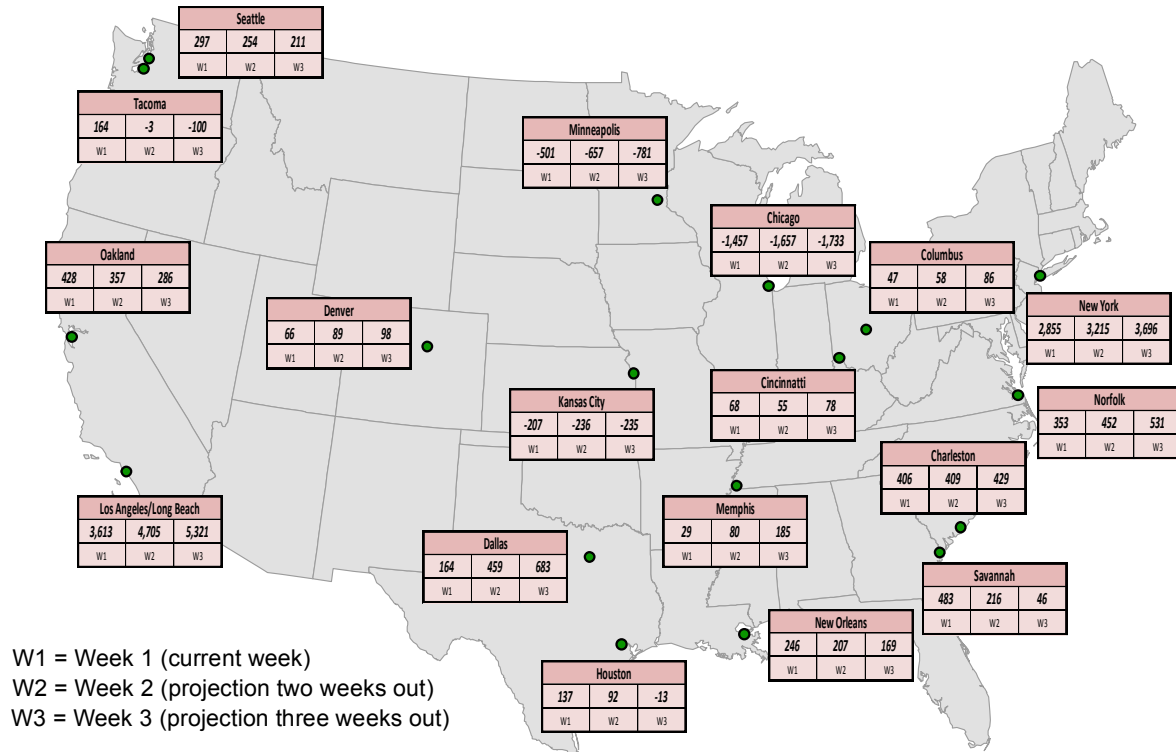 Seattle
297 254 211
W1 W2 W3
Tacoma
164 -3 -100
W1 W2 W3
Minneapolis
-501 -657 -781
W1 W2 W3
Chicago
-1,457 -1,657 -1,733
W1 W2 W3
Oakland
428 357 286
W1 W2 W3
Columbus
47 58 86
W1 W2 W3
Denver
66 89 98
W1 W2 W3
New York
2,855 3,215 3,696
W1 W2 W3
Cincinnatti
68 55 78
W1 W2 W3
Kansas City
-207 -236 -235
W1 W2 W3
Norfolk
353 452 531
W1 W2 W3
Charleston
406 409 429
W1 W2 W3
Los Angeles/Long Beach
3,613 4,705 5,321
W1 W2 W3
Memphis
29 80 185
W1 W2 W3
Dallas
164 459 683
W1 W2 W3
Savannah
483 216 46
W1 W2 W3
New Orleans
246 207 169
W1 W2 W3
Houston
137 92 -13
W1 W2 W3
W1 = Week 1 (current week)
W2 = Week 2 (projection two weeks out)
W3 = Week 3 (projection three weeks out)